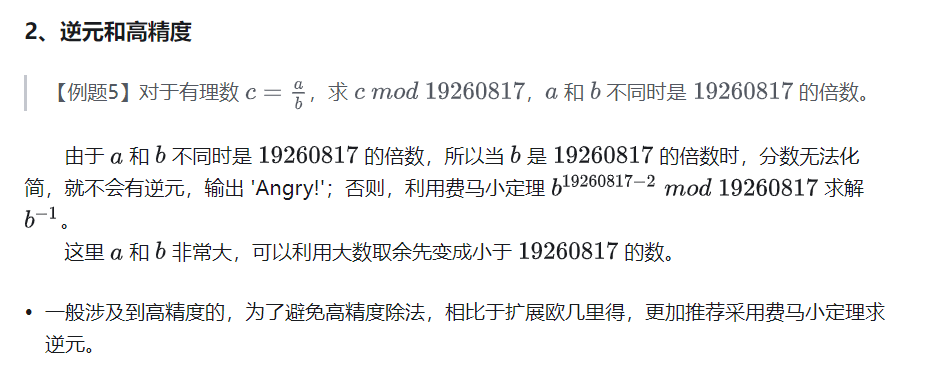 2、逆元和高精度
【例题5】对于有理数 c = a/b，求 c mod 19260817，a 和 b 不同时是 19260817 的倍数。
由于 a 和 b 不同时是 19260817 的倍数，所以当 b 是 19260817 的倍数时，分数无法化
简，就不会有逆元，输出 'Angry!'；否则，利用费马小定理 b^{19260817−2} mod 19260817 求解
b^{−1}。
这里 a 和 b 非常大，可以利用大数取余先变成小于 19260817 的数。
• 一般涉及到高精度的，为了避免高精度除法，相比于扩展欧几里得，更加推荐采用费马小定理求
逆元。